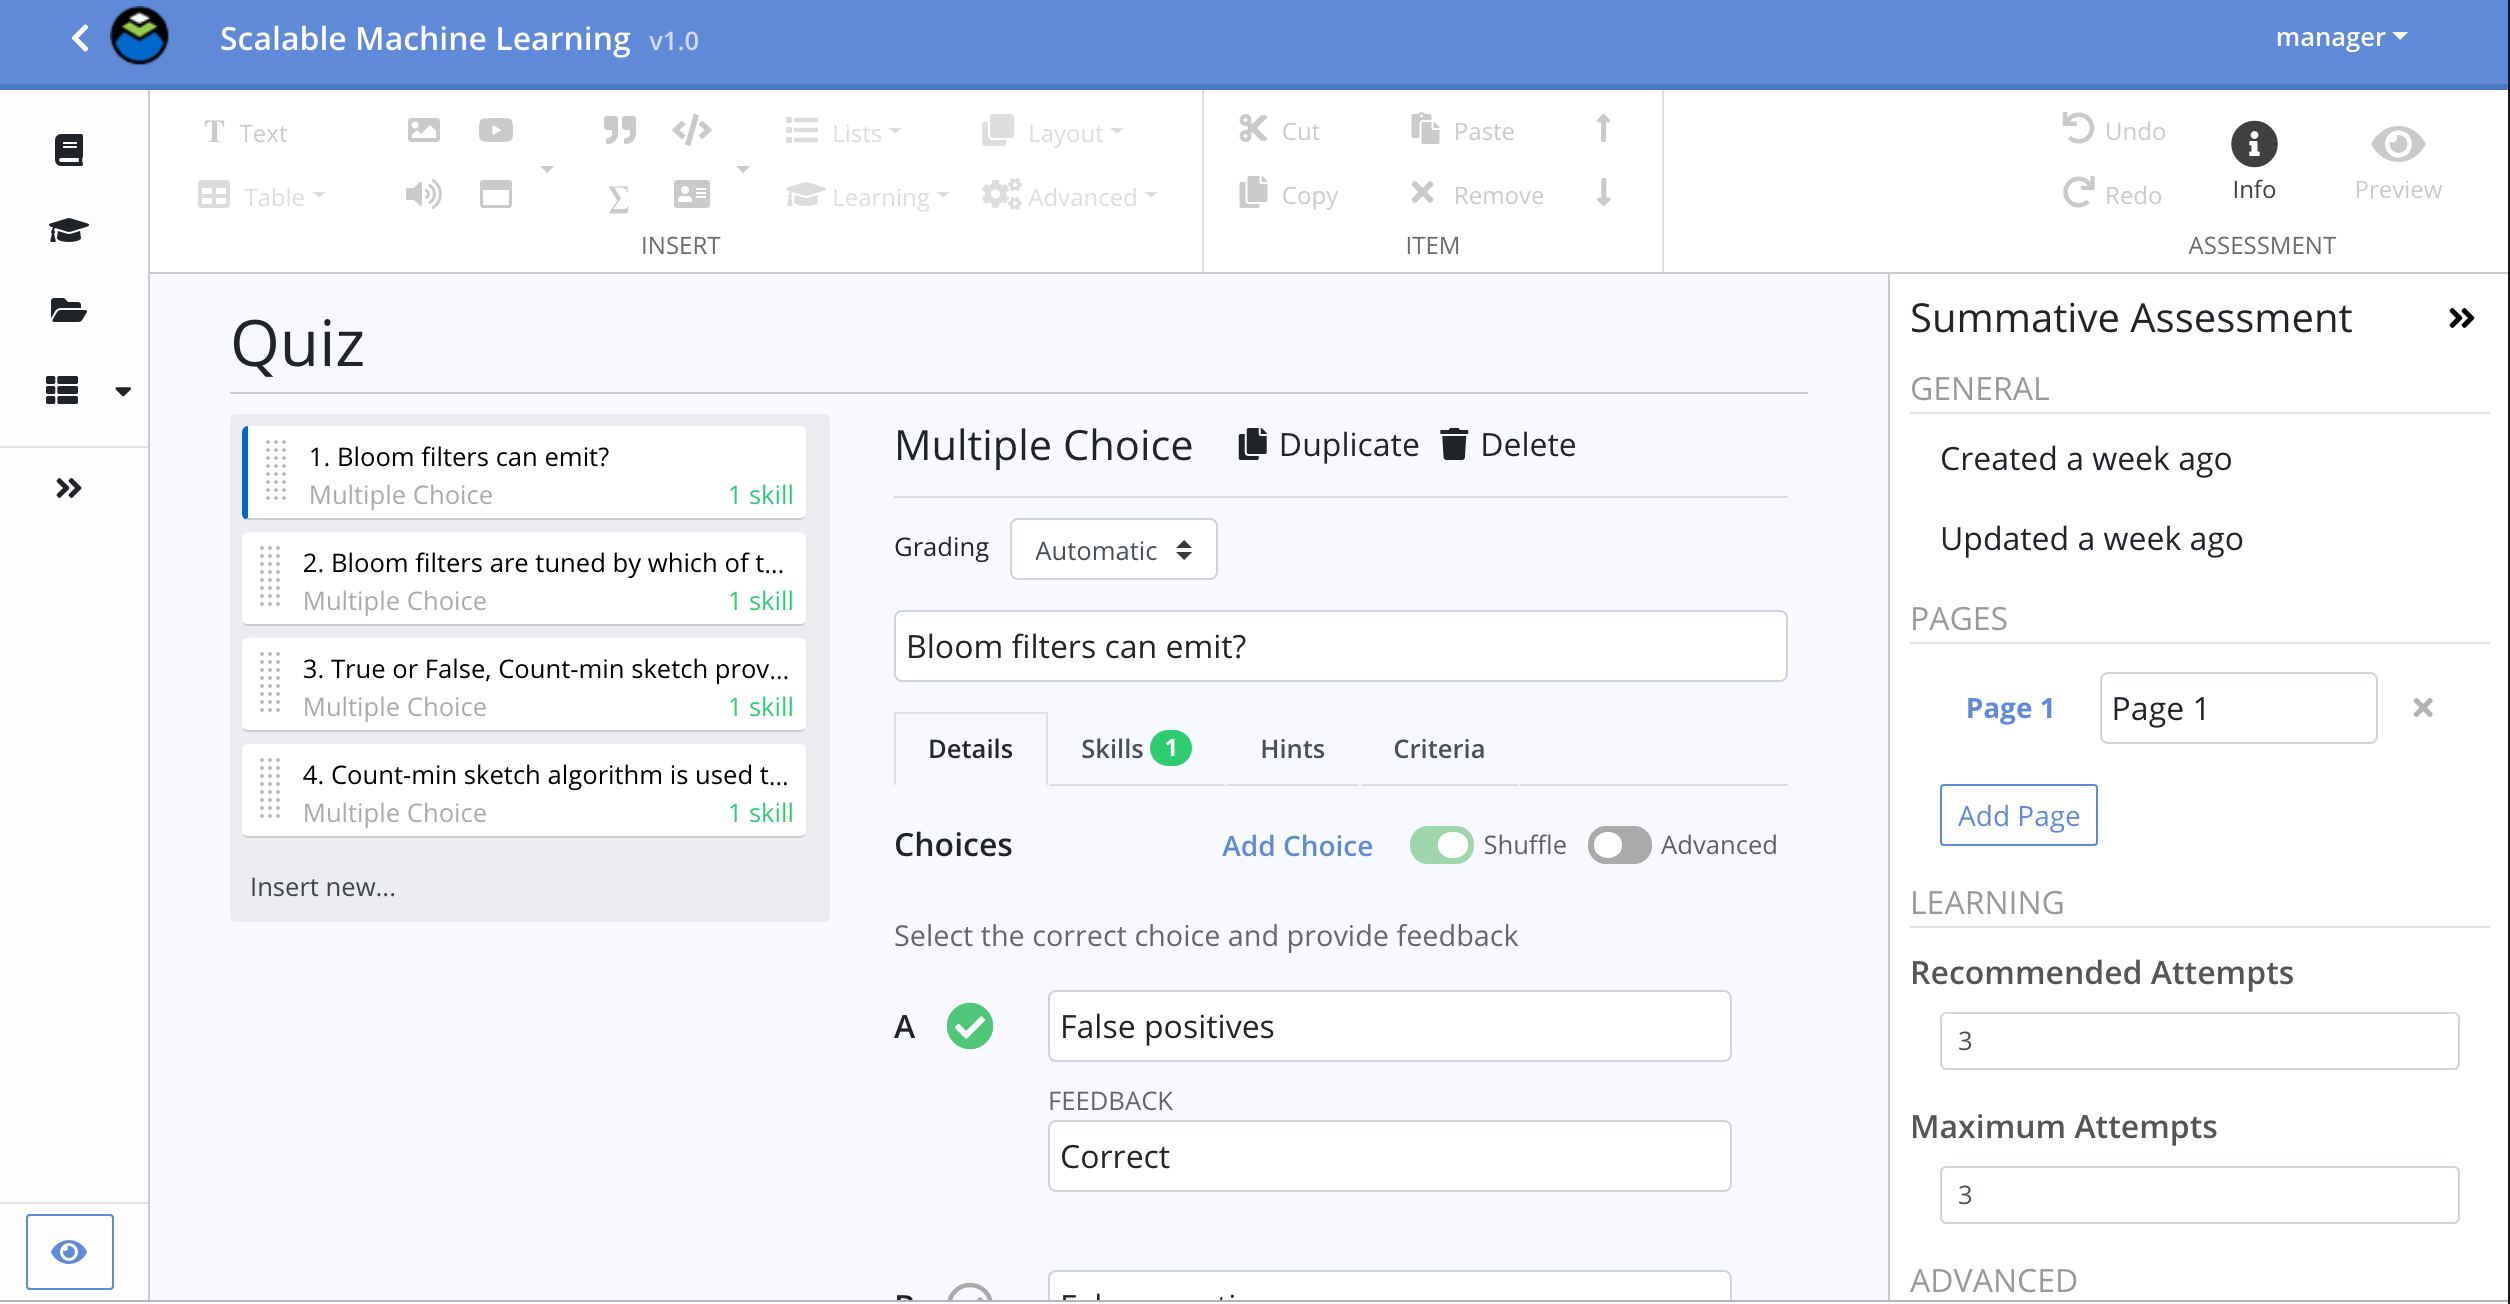 Scalable Machine Learning v1.0
manager
Text
Table
Lists
Learning
Layout
Advanced
INSERT
Cut
Copy
Paste
Remove
ITEM
Undo
Redo
Info
Preview
ASSESSMENT
Quiz
1. Bloom filters can emit?
Multiple Choice 1 skill
2. Bloom filters are tuned by which of t...
Multiple Choice 1 skill
3. True or False, Count-min sketch prov...
Multiple Choice 1 skill
4. Count-min sketch algorithm is used t...
Multiple Choice 1 skill
Insert new...
Multiple Choice Duplicate Delete
Grading Automatic
Bloom filters can emit?
Details Skills 1 Hints Criteria
Choices Add Choice Shuffle Advanced
Select the correct choice and provide feedback
A False positives
FEEDBACK
Correct
Summative Assessment
GENERAL
Created a week ago
Updated a week ago
PAGES
Page 1 Page 1
Add Page
LEARNING
Recommended Attempts
3
Maximum Attempts
3
ADVANCED